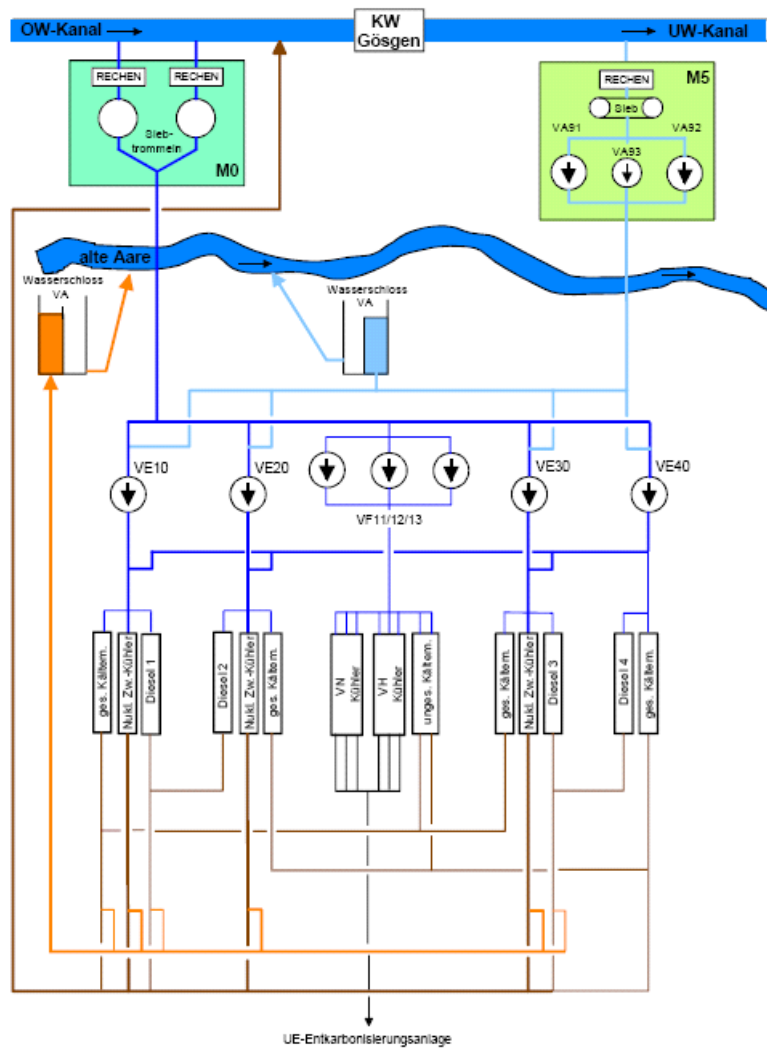 OW-Kanal
KW
Gösgen
UW-Kanal
RECHEN
RECHEN
Sieb-
trommeln
M0
RECHEN
M5
Sieb
VA91
VA93
VA92
alte Aare
Wasserschloss
VA
Wasserschloss
VA
VE10
VE20
VF11/12/13
VE30
VE40
ges. Kältem.
Nukl. Zw.-Kühler
Diesel 1
Diesel 2
Nukl. Zw.-Kühler
ges. Kältem.
VN
Kühler
VH
Kühler
unges. Kältem.
ges. Kältem.
Nukl. Zw.-Kühler
Diesel 3
Diesel 4
ges. Kältem.
UE-Entkarbonisierungsanlage